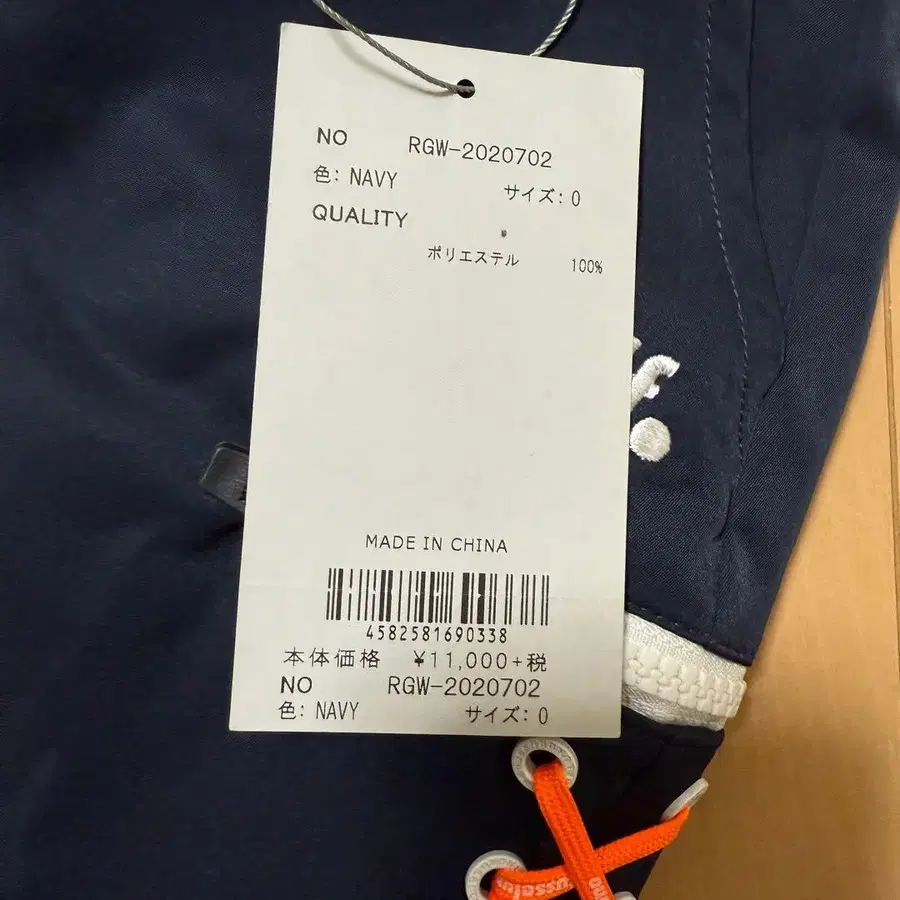 NO RGW-2020702
色: NAVY サイズ: 0
QUALITY
ポリエステル 100%
MADE IN CHINA
4582581690338
本体価格 ¥11,000+税
NO RGW-2020702
色: NAVY サイズ: 0